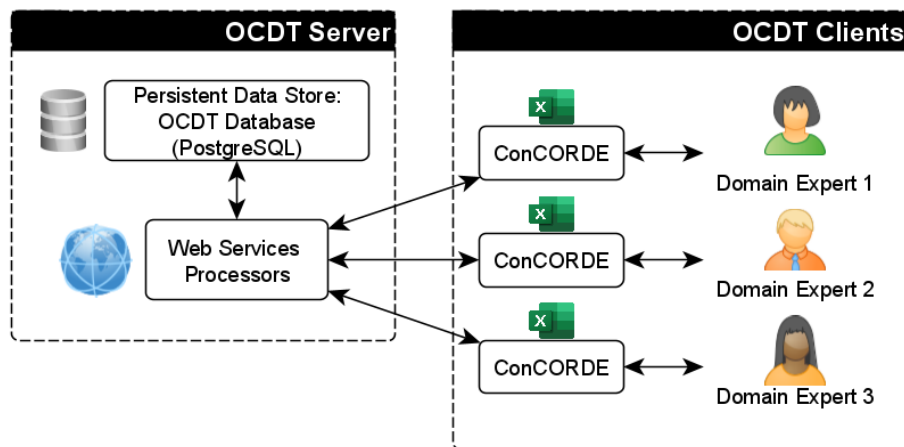 OCDT Server
Persistent Data Store:
OCDT Database
(PostgreSQL)
Web Services
Processors
OCDT Clients
X
ConCORDE
Domain Expert 1
X
ConCORDE
Domain Expert 2
X
ConCORDE
Domain Expert 3